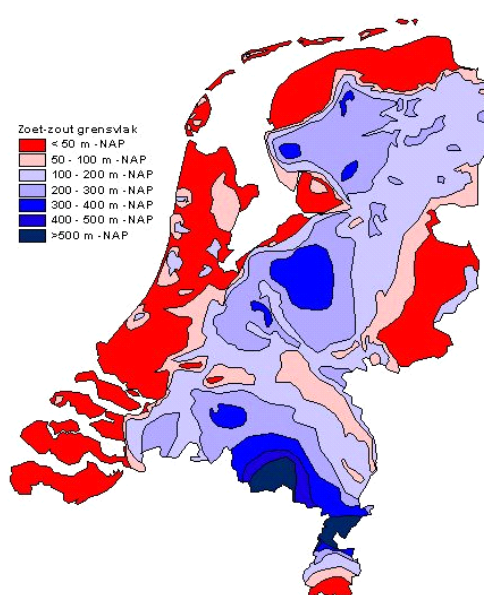 Zoet-zout grensvlak
< 50 m -NAP
50 - 100 m -NAP
100 - 200 m -NAP
200 - 300 m -NAP
300 - 400 m -NAP
400 - 500 m -NAP
>500 m -NAP